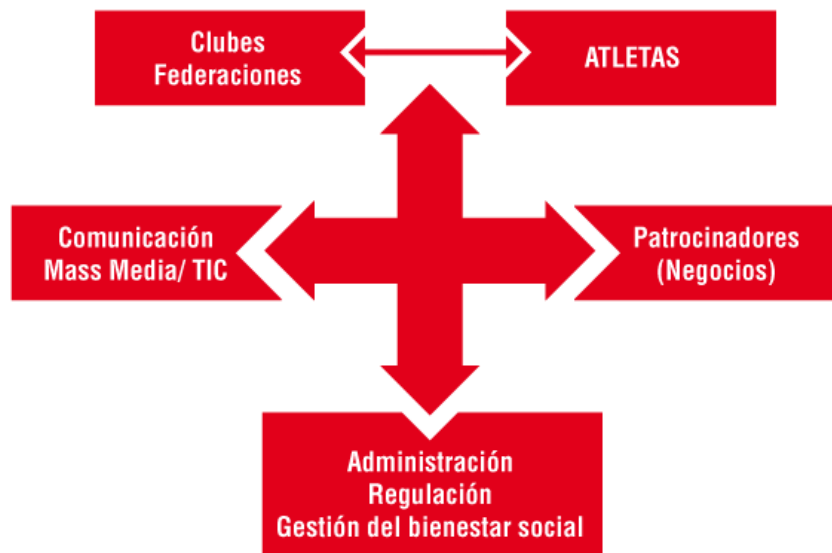 Clubes
Federaciones
ATLETAS
Comunicación
Mass Media/ TIC
Patrocinadores
(Negocios)
Administración
Regulación
Gestión del bienestar social